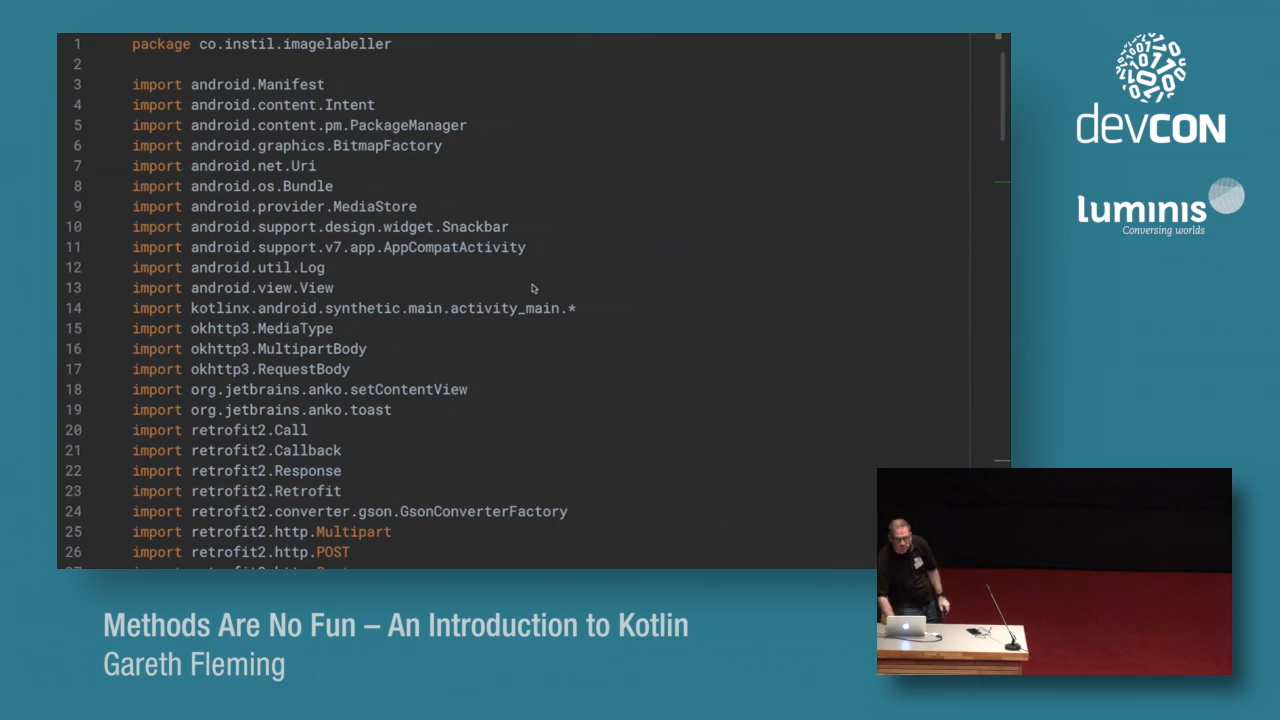 1 package co.instil.imagelabeller
2
3 import android.Manifest
4 import android.content.Intent
5 import android.content.pm.PackageManager
6 import android.graphics.BitmapFactory
7 import android.net.Uri
8 import android.os.Bundle
9 import android.provider.MediaStore
10 import android.support.design.widget.Snackbar
11 import android.support.v7.app.AppCompatActivity
12 import android.util.Log
13 import android.view.View
14 import kotlinx.android.synthetic.main.activity_main.*
15 import okhttp3.MediaType
16 import okhttp3.MultipartBody
17 import okhttp3.RequestBody
18 import org.jetbrains.anko.setContentView
19 import org.jetbrains.anko.toast
20 import retrofit2.Call
21 import retrofit2.Callback
22 import retrofit2.Response
23 import retrofit2.Retrofit
24 import retrofit2.converter.gson.GsonConverterFactory
25 import retrofit2.http.Multipart
26 import retrofit2.http.POST
devcon
luminis
Conversing worlds
Methods Are No Fun – An Introduction to Kotlin
Gareth Fleming